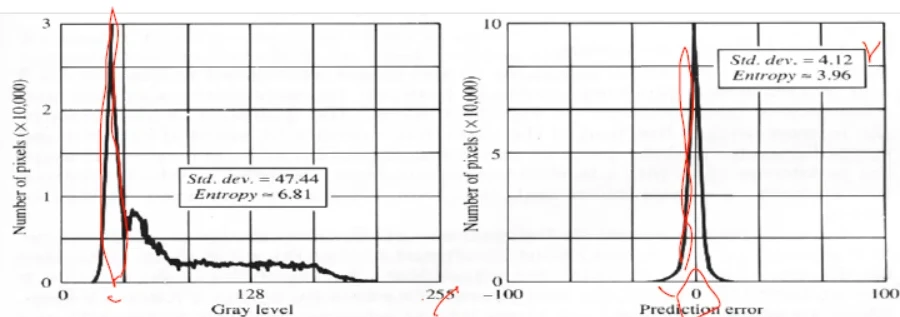 3
2
1
0
Number of pixels (×10,000)
Std. dev. = 47.44
Entropy ≈ 6.81
0
128
255
Gray level
10
5
0
Number of pixels (×10,000)
Std. dev. = 4.12
Entropy ≈ 3.96
−100
0
100
Prediction error